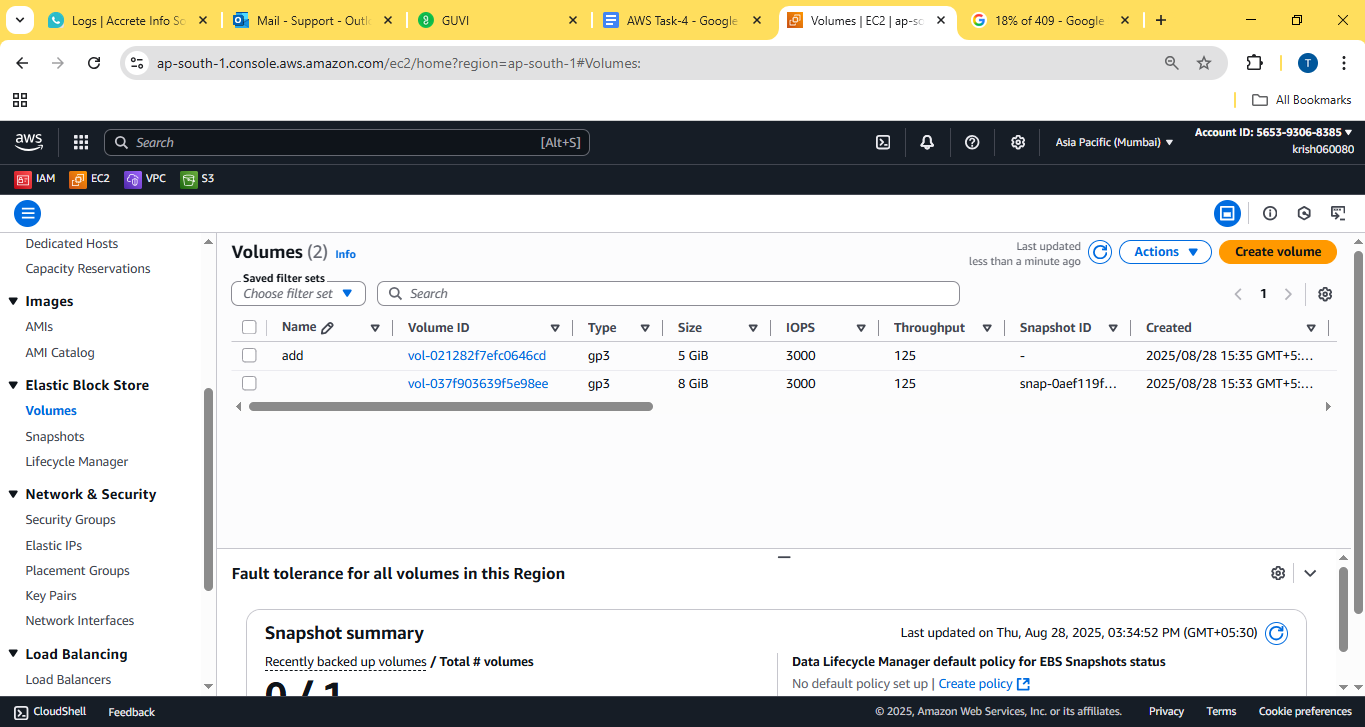 Logs | Accrete Info So
Mail - Support - Outlo
GUVI
AWS Task-4 - Google
Volumes | EC2 | ap-so
18% of 409 - Google
ap-south-1.console.aws.amazon.com/ec2/home?region=ap-south-1#Volumes:
T
All Bookmarks
aws
Search
[Alt+S]
Asia Pacific (Mumbai)
Account ID: 5653-9306-8385
krish060080
IAM
EC2
VPC
S3
Dedicated Hosts
Capacity Reservations
Images
AMIs
AMI Catalog
Elastic Block Store
Volumes
Snapshots
Lifecycle Manager
Network & Security
Security Groups
Elastic IPs
Placement Groups
Key Pairs
Network Interfaces
Load Balancing
Load Balancers
Volumes (2) Info
Last updated
less than a minute ago
Actions
Create volume
Saved filter sets
Choose filter set
Search
1
Name Volume ID Type Size IOPS Throughput Snapshot ID Created
add vol-021282f7efc0646cd gp3 5 GiB 3000 125 - 2025/08/28 15:35 GMT+5:...
vol-037f903639f5e98ee gp3 8 GiB 3000 125 snap-0aef119f... 2025/08/28 15:33 GMT+5:...
Fault tolerance for all volumes in this Region
Snapshot summary
Last updated on Thu, Aug 28, 2025, 03:34:52 PM (GMT+05:30)
Recently backed up volumes / Total # volumes
0 / 1
Data Lifecycle Manager default policy for EBS Snapshots status
No default policy set up | Create policy
CloudShell
Feedback
© 2025, Amazon Web Services, Inc. or its affiliates.
Privacy
Terms
Cookie preferences